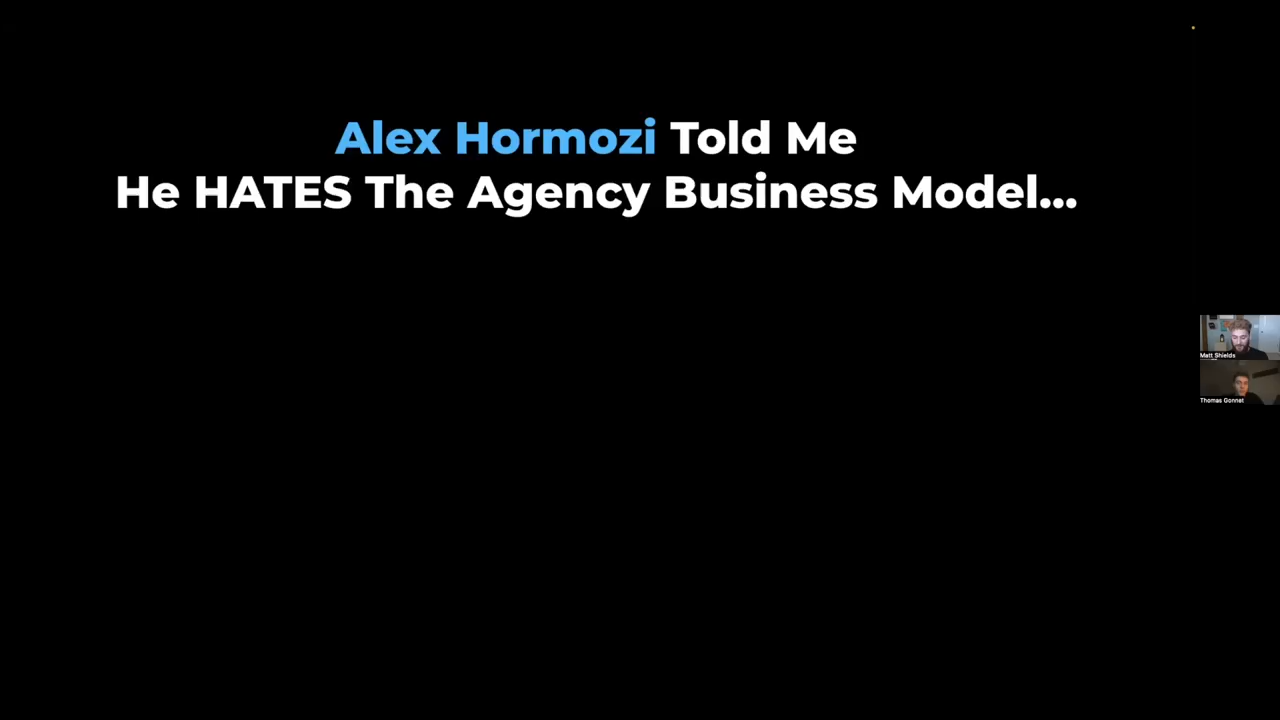 Alex Hormozi Told Me
He HATES The Agency Business Model...
Matt Shields
Thomas Gonnet